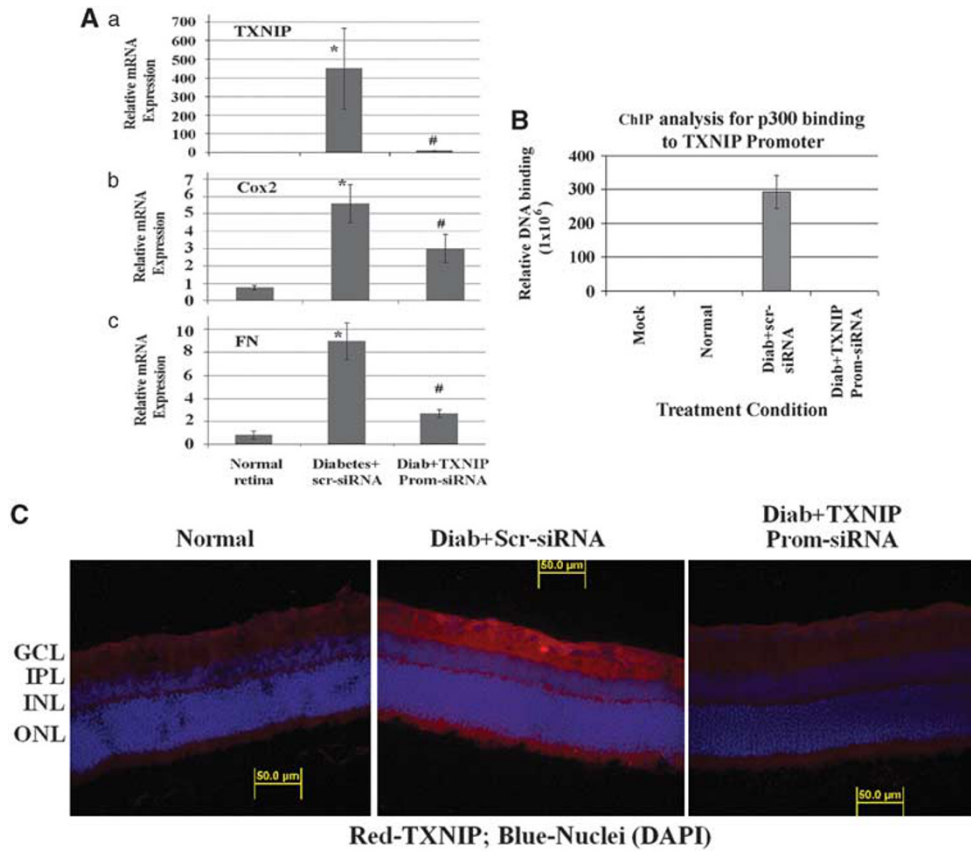 A
a
TXNIP
Relative mRNA
Expression
700
600
500
400
300
200
100
0
*
#
b
Cox2
Relative mRNA
Expression
7
6
5
4
3
2
1
0
*
#
c
FN
Relative mRNA
Expression
10
8
6
4
2
0
*
#
Normal
retina
Diabetes+
scr-siRNA
Diab+TXNIP
Prom-siRNA
B
ChIP analysis for p300 binding
to TXNIP Promoter
Relative DNA binding
(1x10⁶)
400
300
200
100
0
Mock
Normal
Diab+scr-
siRNA
Diab+TXNIP
Prom-siRNA
Treatment Condition
C
Normal
Diab+Scr-siRNA
Diab+TXNIP
Prom-siRNA
GCL
IPL
INL
ONL
50.0 µm
50.0 µm
50.0 µm
Red-TXNIP; Blue-Nuclei (DAPI)